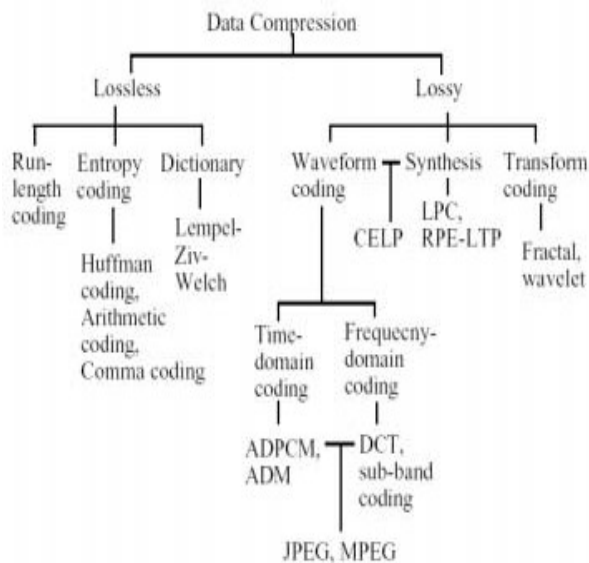 Data Compression
Lossless
Lossy
Run-
length
coding
Entropy
coding
Dictionary
Waveform
coding
Synthesis
Transform
coding
Huffman
coding,
Arithmetic
coding,
Comma coding
Lempel-
Ziv-
Welch
CELP
LPC,
RPE-LTP
Fractal,
wavelet
Time-
domain
coding
Frequecny-
domain
coding
ADPCM,
ADM
DCT,
sub-band
coding
JPEG, MPEG